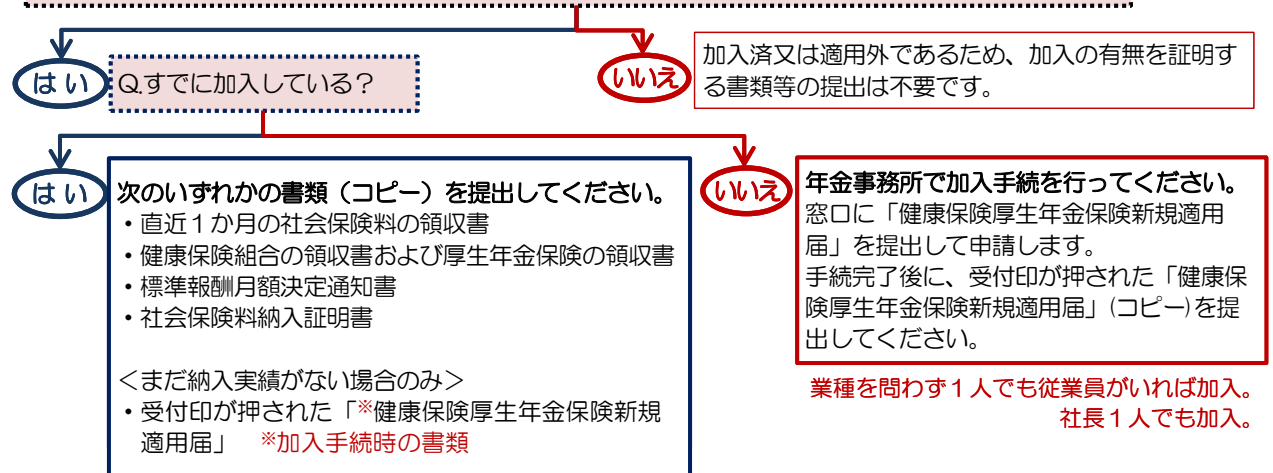 はい
Q.すでに加入している?
いいえ
加入済又は適用外であるため、加入の有無を証明す
る書類等の提出は不要です。
はい
次のいずれかの書類(コピー)を提出してください。
・直近1か月の社会保険料の領収書
・健康保険組合の領収書および厚生年金保険の領収書
・標準報酬月額決定通知書
・社会保険料納入証明書
<まだ納入実績がない場合のみ>
・受付印が押された「※健康保険厚生年金保険新規
適用届」 ※加入手続時の書類
いいえ
年金事務所で加入手続を行ってください。
窓口に「健康保険厚生年金保険新規適用
届」を提出して申請します。
手続完了後に、受付印が押された「健康保
険厚生年金保険新規適用届」(コピー)を提
出してください。
業種を問わず1人でも従業員がいれば加入。
社長1人でも加入。